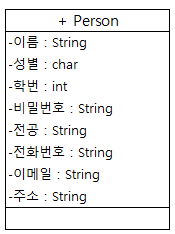 + Person
-이름 : String
-성별 : char
-학번 : int
-비밀번호 : String
-전공 : String
-전화번호 : String
-이메일 : String
-주소 : String